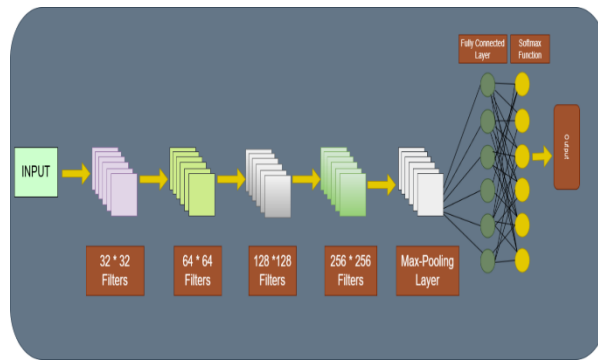 Fully Connected
Layer
Softmax
Function
INPUT
Output
32 * 32
Filters
64 * 64
Filters
128 *128
Filters
256 * 256
Filters
Max-Pooling
Layer